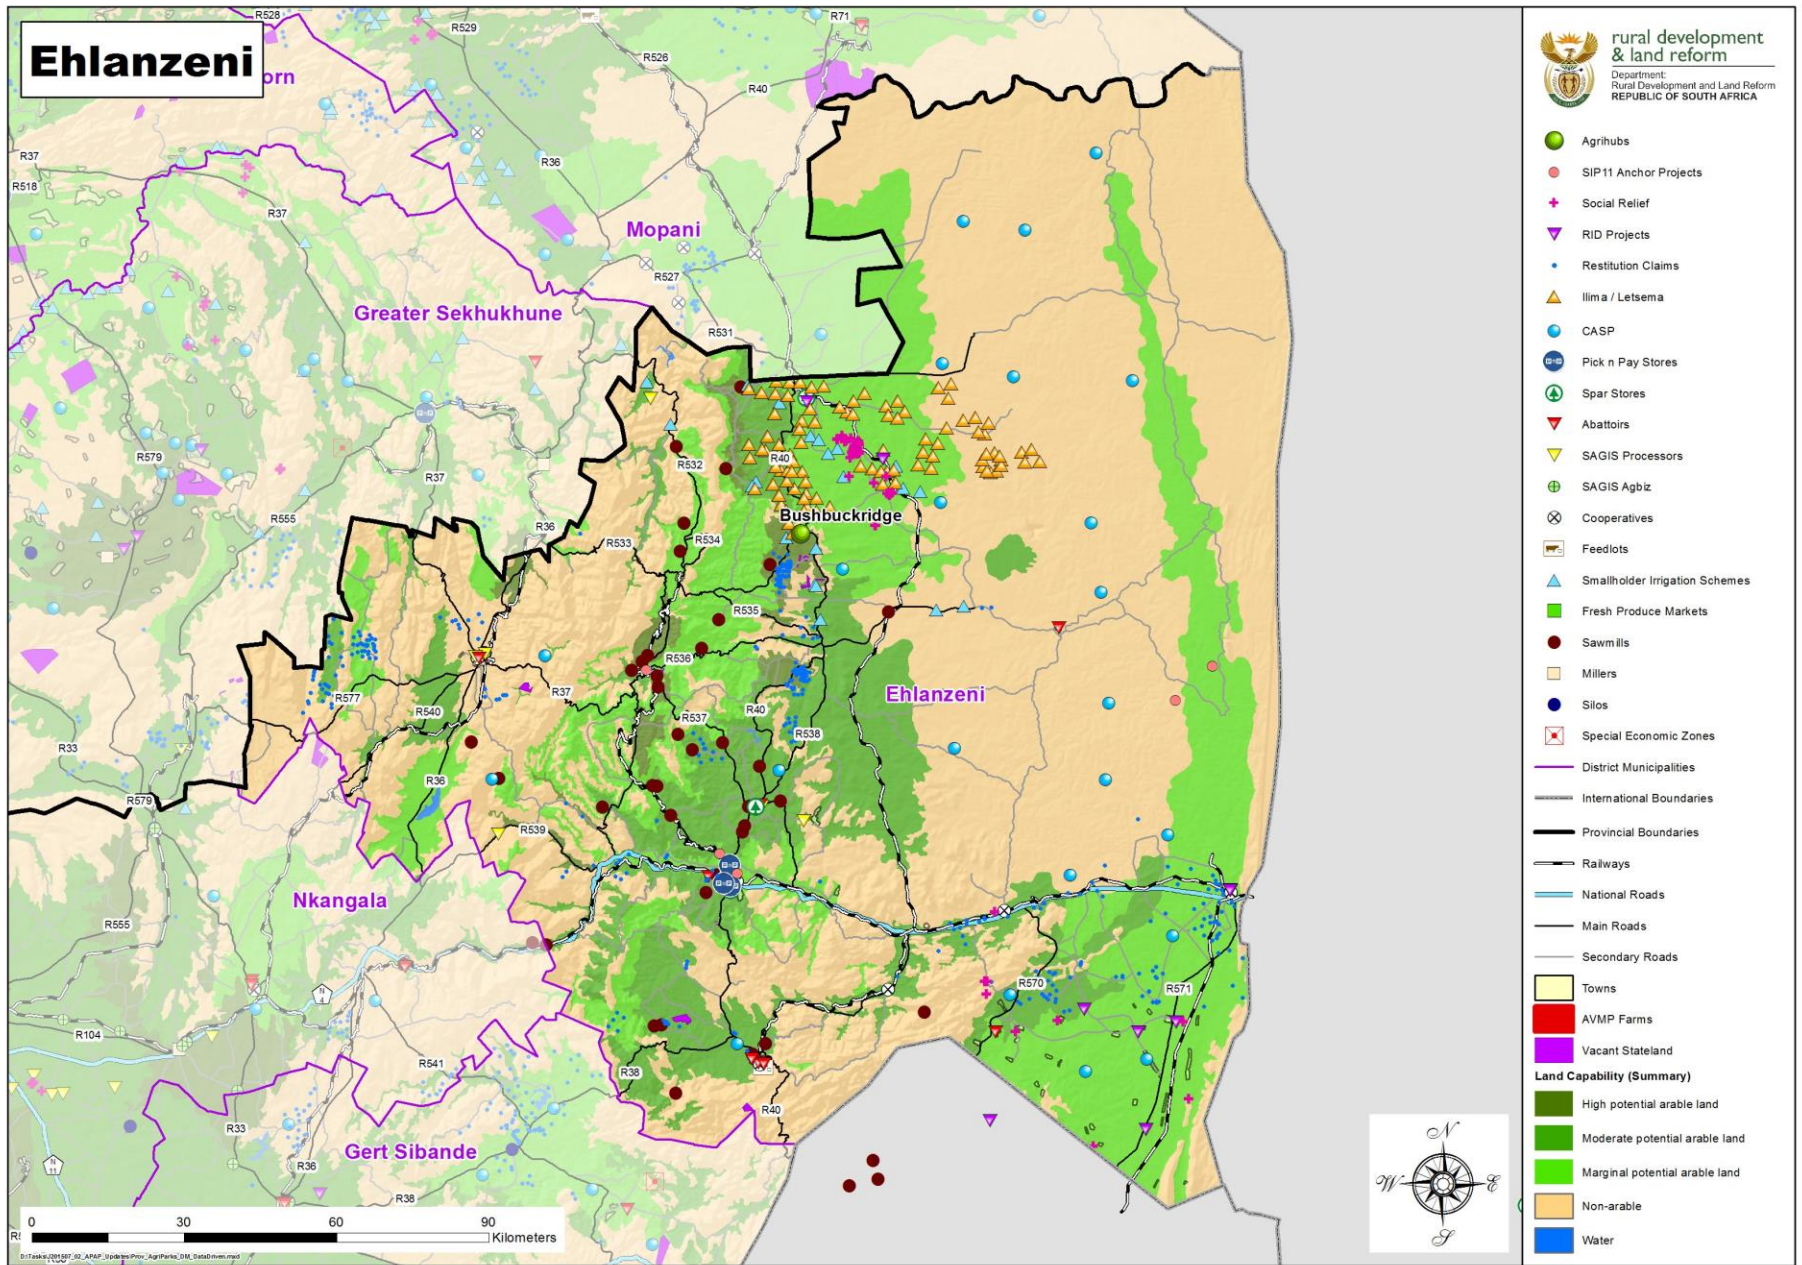 Ehlanzeni
orn
R528
R529
R71
R526
R40
R37
R36
R518
R37
Mopani
R527
Greater Sekhukhune
R531
R579
R37
R532
R40
Bushbuckridge
R555
R36
R533
R534
R535
R536
R577
R540
R37
Ehlanzeni
R537
R40
R538
R33
R36
R579
R539
Nkangala
R555
R570
R571
N
4
R104
R541
R38
R40
R33
Gert Sibande
N
11
R36
R38
0 30 60 90
Kilometers
D:\Tasks\201507_02_APAP_Updates\Prov_AgriParks_DM_DataDriven.mxd
N
W E
S
rural development
& land reform
Department:
Rural Development and Land Reform
REPUBLIC OF SOUTH AFRICA
Agrihubs
SIP11 Anchor Projects
Social Relief
RID Projects
Restitution Claims
Ilima / Letsema
CASP
Pick n Pay Stores
Spar Stores
Abattoirs
SAGIS Processors
SAGIS Agbiz
Cooperatives
Feedlots
Smallholder Irrigation Schemes
Fresh Produce Markets
Sawmills
Millers
Silos
Special Economic Zones
District Municipalities
International Boundaries
Provincial Boundaries
Railways
National Roads
Main Roads
Secondary Roads
Towns
AVMP Farms
Vacant Stateland
Land Capability (Summary)
High potential arable land
Moderate potential arable land
Marginal potential arable land
Non-arable
Water